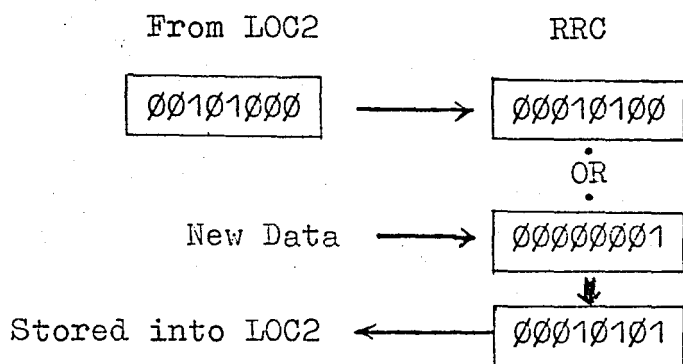 From LOC2 RRC
ØØ1Ø1ØØØ ØØØ1Ø1ØØ
OR
New Data ØØØØØØØ1
Stored into LOC2 ØØØ1Ø1Ø1